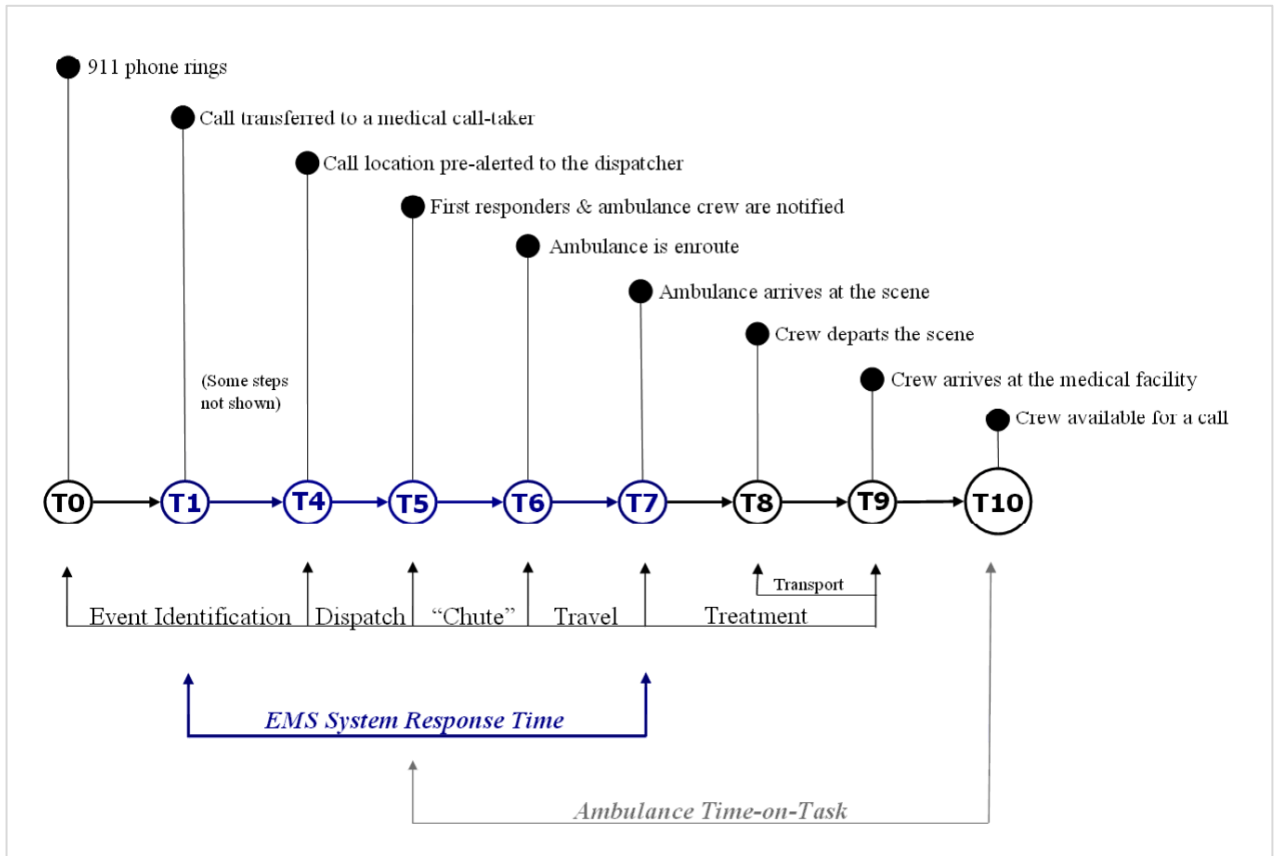 911 phone rings
Call transferred to a medical call-taker
Call location pre-alerted to the dispatcher
First responders & ambulance crew are notified
Ambulance is enroute
Ambulance arrives at the scene
Crew departs the scene
(Some steps
not shown)
Crew arrives at the medical facility
Crew available for a call
T0 T1 T4 T5 T6 T7 T8 T9 T10
Transport
Event Identification Dispatch “Chute” Travel Treatment
EMS System Response Time
Ambulance Time-on-Task